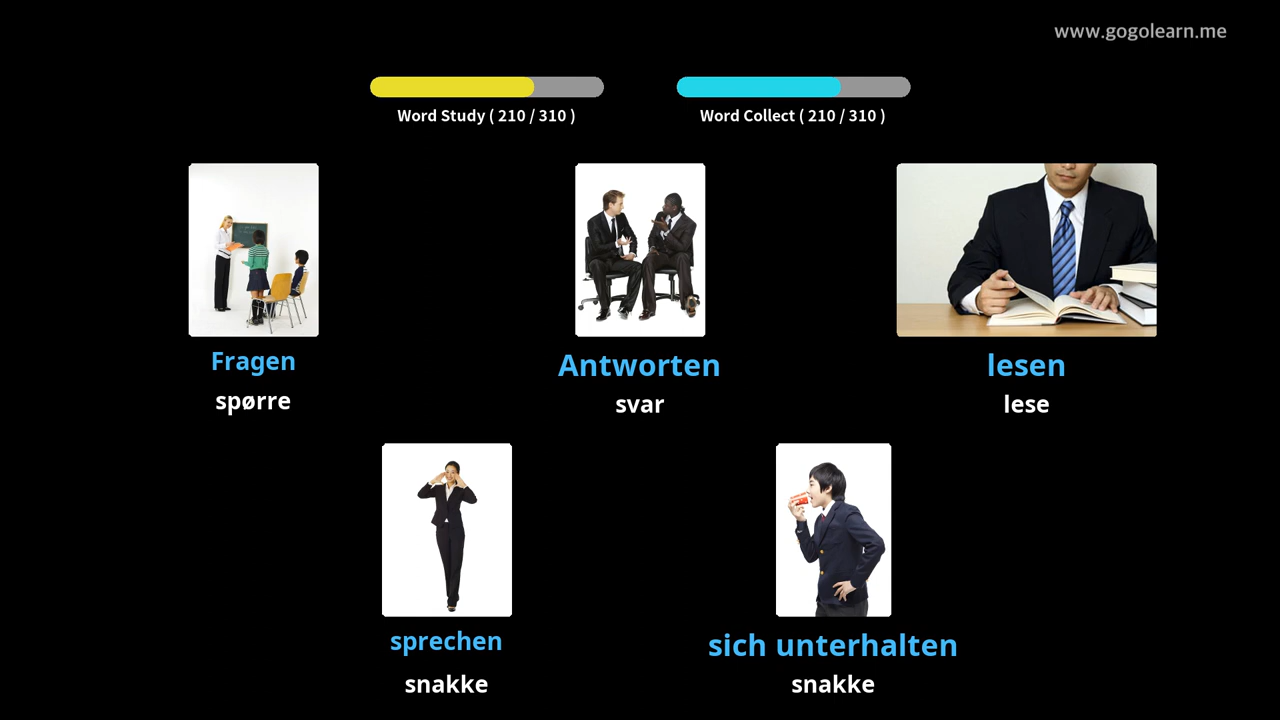 www.gogolearn.me
Word Study ( 210 / 310 )
Word Collect ( 210 / 310 )
Fragen
spørre
Antworten
svar
lesen
lese
sprechen
snakke
sich unterhalten
snakke